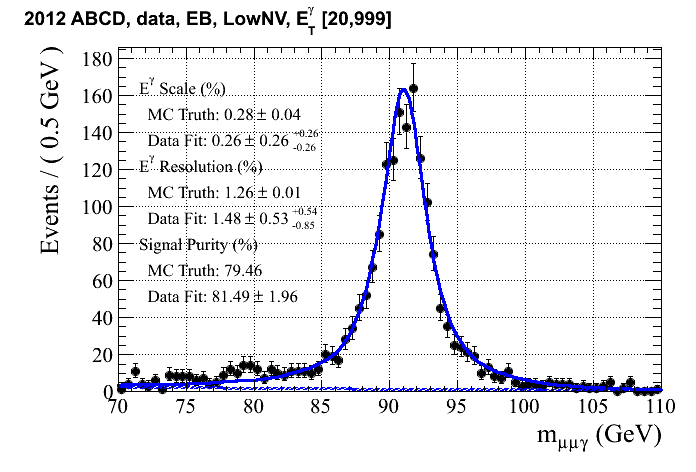 2012 ABCD, data, EB, LowNV, E_T^γ [20,999]
Events / ( 0.5 GeV )
180
160
140
120
100
80
60
40
20
0
E^γ Scale (%)
MC Truth: 0.28 ± 0.04
Data Fit: 0.26 ± 0.26 +0.26 -0.26
E^γ Resolution (%)
MC Truth: 1.26 ± 0.01
Data Fit: 1.48 ± 0.53 +0.54 -0.85
Signal Purity (%)
MC Truth: 79.46
Data Fit: 81.49 ± 1.96
70 75 80 85 90 95 100 105 110
m_μμγ (GeV)